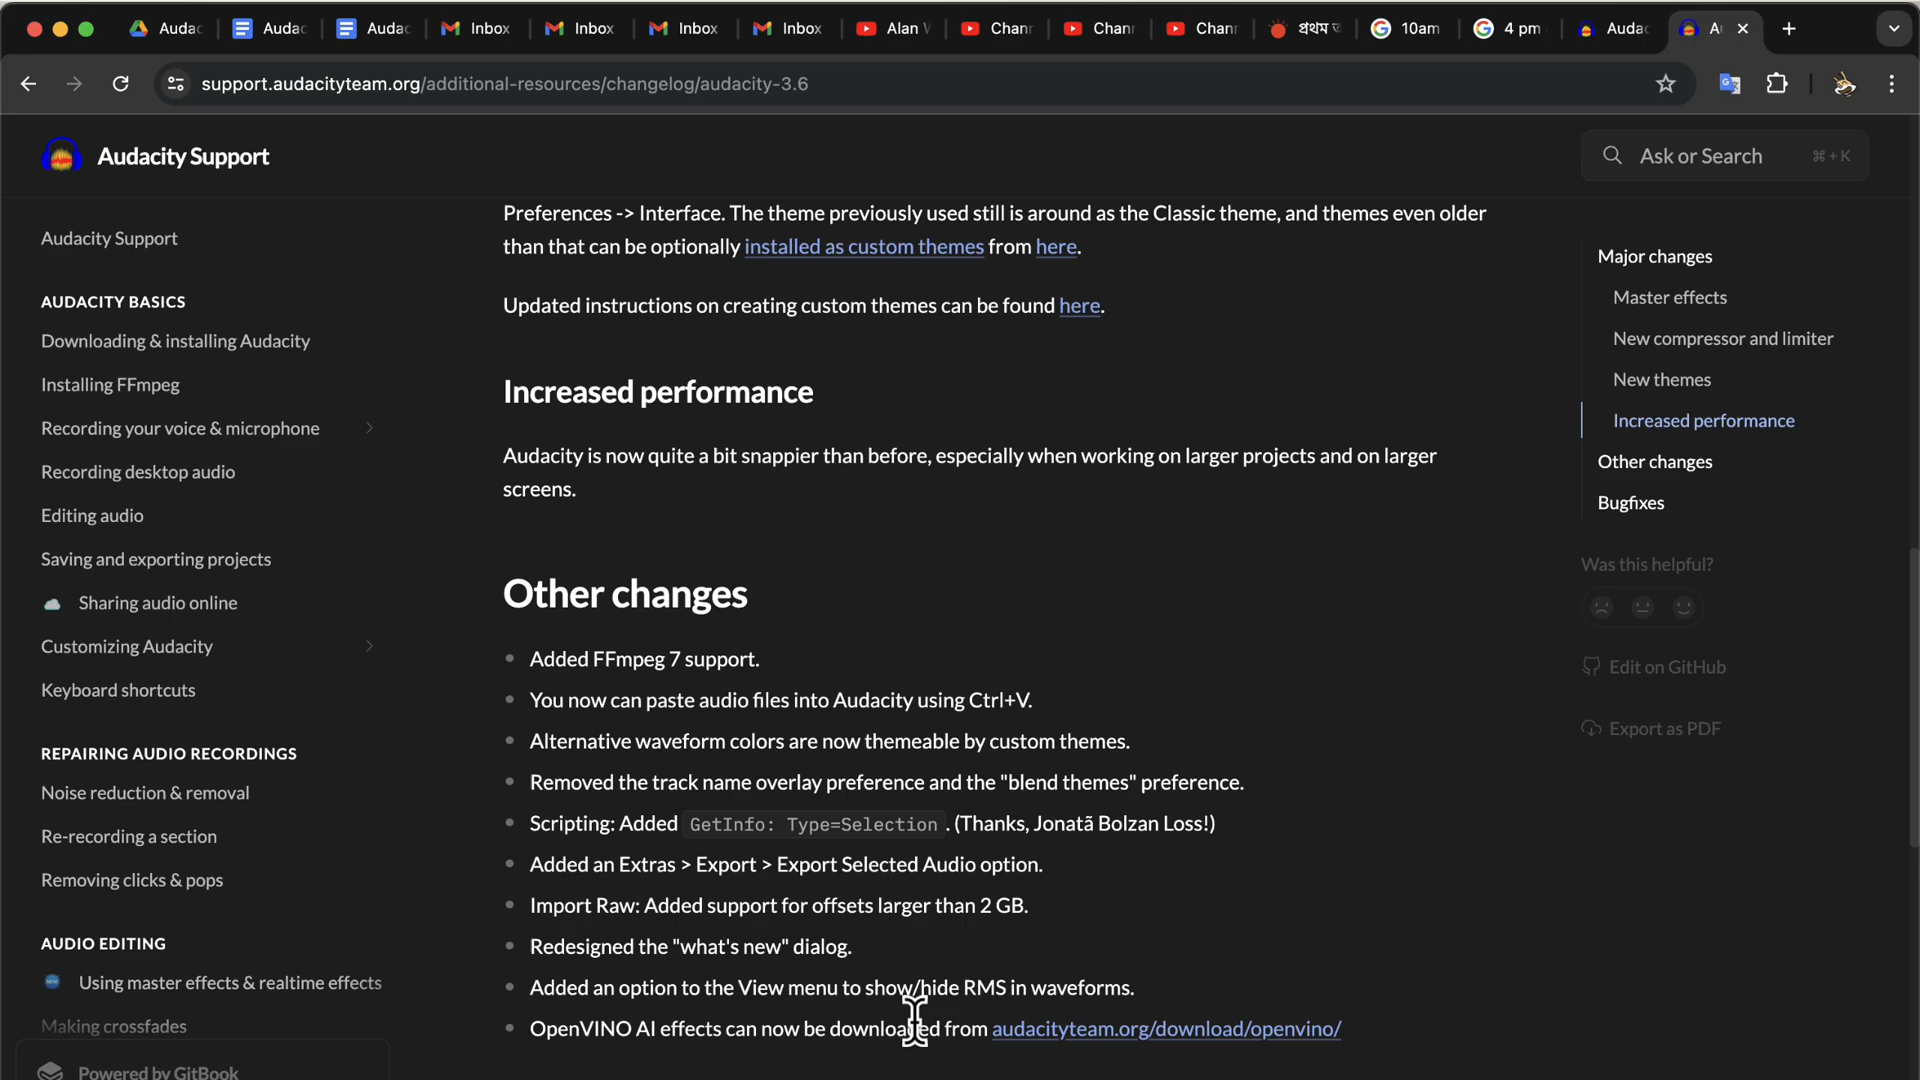 Audac
Audac
Audac
Inbox
Inbox
Inbox
Inbox
Alan W
Chann
Chann
Chann
প্রথম
10am
4 pm
Audac
A
support.audacityteam.org/additional-resources/changelog/audacity-3.6
Audacity Support
Ask or Search
⌘+K
Audacity Support
AUDACITY BASICS
Downloading & installing Audacity
Installing FFmpeg
Recording your voice & microphone
Recording desktop audio
Editing audio
Saving and exporting projects
Sharing audio online
Customizing Audacity
Keyboard shortcuts
REPAIRING AUDIO RECORDINGS
Noise reduction & removal
Re-recording a section
Removing clicks & pops
AUDIO EDITING
Using master effects & realtime effects
Making crossfades
Powered by GitBook
Preferences -> Interface. The theme previously used still is around as the Classic theme, and themes even older
than that can be optionally installed as custom themes from here.
Updated instructions on creating custom themes can be found here.
Increased performance
Audacity is now quite a bit snappier than before, especially when working on larger projects and on larger
screens.
Other changes
Added FFmpeg 7 support.
You now can paste audio files into Audacity using Ctrl+V.
Alternative waveform colors are now themeable by custom themes.
Removed the track name overlay preference and the "blend themes" preference.
Scripting: Added GetInfo: Type=Selection. (Thanks, Jonatã Bolzan Loss!)
Added an Extras > Export > Export Selected Audio option.
Import Raw: Added support for offsets larger than 2 GB.
Redesigned the "what's new" dialog.
Added an option to the View menu to show/hide RMS in waveforms.
OpenVINO AI effects can now be downloaded from audacityteam.org/download/openvino/
Major changes
Master effects
New compressor and limiter
New themes
Increased performance
Other changes
Bugfixes
Was this helpful?
Edit on GitHub
Export as PDF